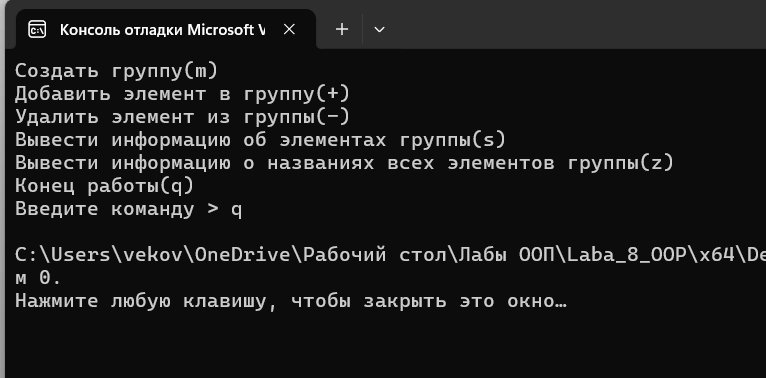 Консоль отладки Microsoft V
Создать группу(m)
Добавить элемент в группу(+)
Удалить элемент из группы(-)
Вывести информацию об элементах группы(s)
Вывести информацию о названиях всех элементов группы(z)
Конец работы(q)
Введите команду > q
C:\Users\vekov\OneDrive\Рабочий стол\Лабы ООП\Laba_8_OOP\x64\De
м 0.
Нажмите любую клавишу, чтобы закрыть это окно…